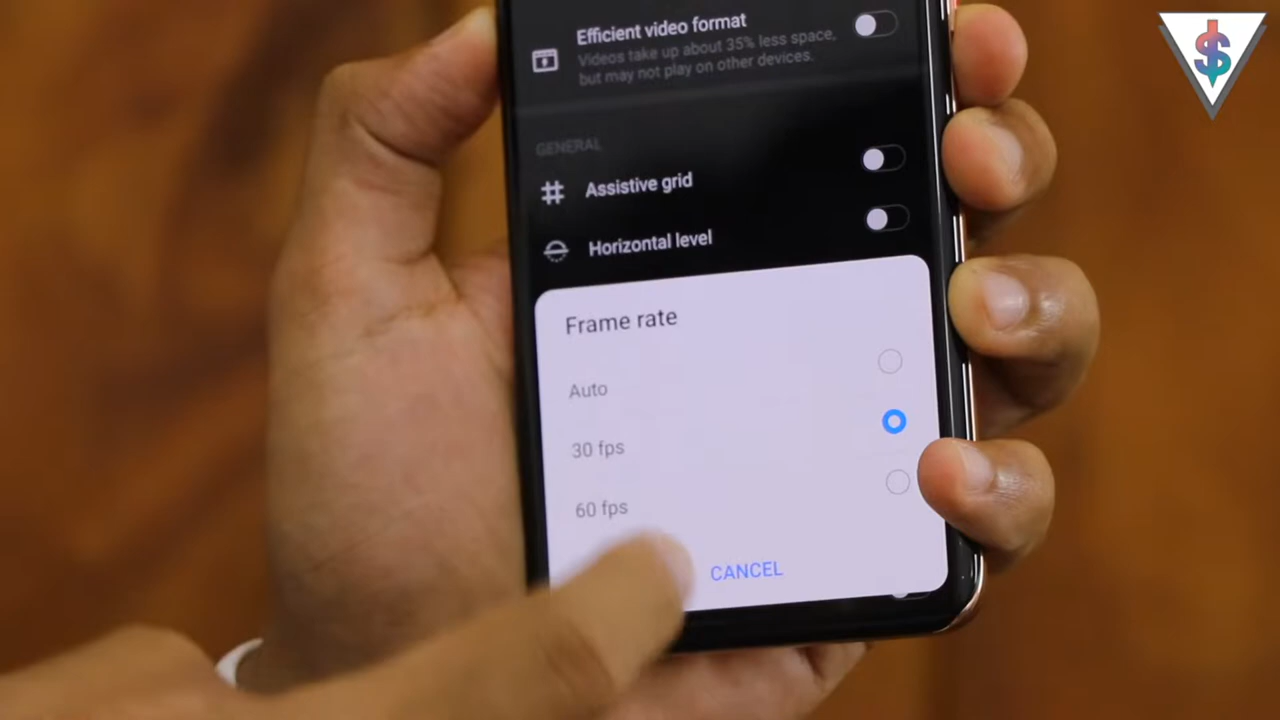 Efficient video format
Videos take up about 35% less space,
but may not play on other devices.
GENERAL
Assistive grid
Horizontal level
Frame rate
Auto
30 fps
60 fps
CANCEL
$